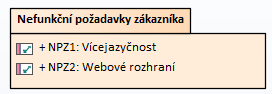 Nefunkční požadavky zákazníka
+ NPZ1: Vícejazyčnost
+ NPZ2: Webové rozhraní